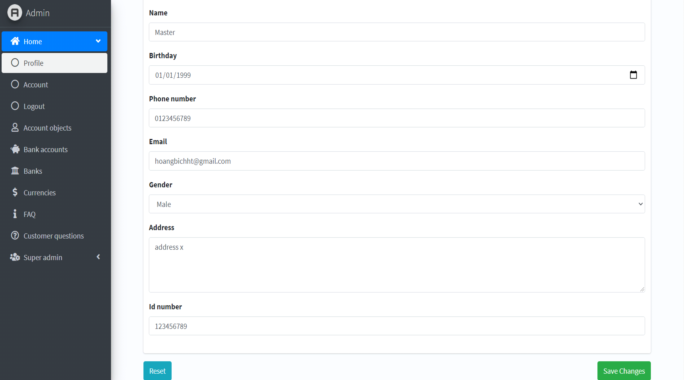 Admin
Home
Profile
Account
Logout
Account objects
Bank accounts
Banks
Currencies
FAQ
Customer questions
Super admin
Name
Master
Birthday
01/01/1999
Phone number
0123456789
Email
hoangbichht@gmail.com
Gender
Male
Address
address x
Id number
123456789
Reset
Save Changes